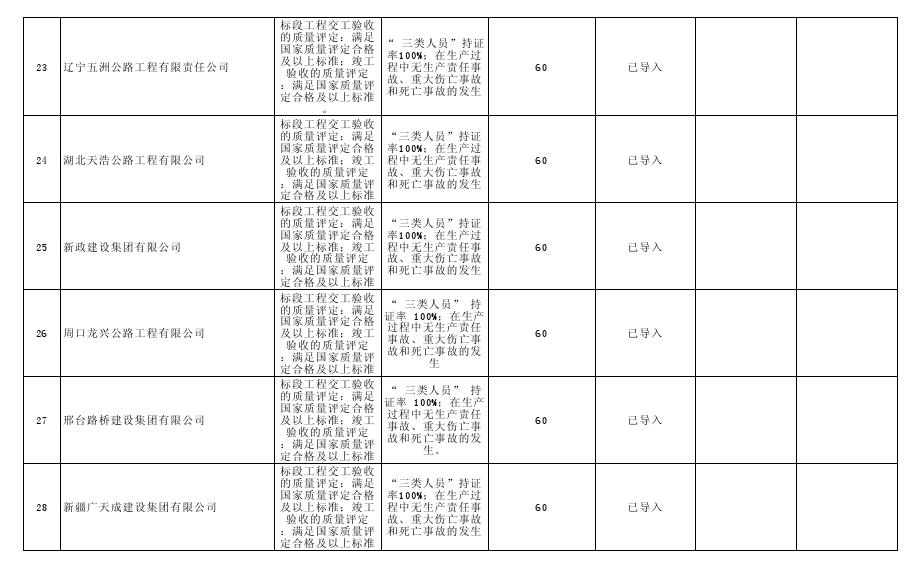 23
辽宁五洲公路工程有限责任公司
标段工程交工验收
的质量评定：满足
国家质量评定合格
及以上标准；竣工
验收的质量评定
：满足国家质量评
定合格及以上标准
。
“ 三类人员”持证
率100%；在生产过
程中无生产责任事
故、重大伤亡事故
和死亡事故的发生
60
已导入
24
湖北天浩公路工程有限公司
标段工程交工验收
的质量评定：满足
国家质量评定合格
及以上标准；竣工
验收的质量评定
：满足国家质量评
定合格及以上标准
“三类人员”持证
率100%；在生产过
程中无生产责任事
故、重大伤亡事故
和死亡事故的发生
60
已导入
25
新政建设集团有限公司
标段工程交工验收
的质量评定：满足
国家质量评定合格
及以上标准；竣工
验收的质量评定
：满足国家质量评
定合格及以上标准
“三类人员”持证
率100%；在生产过
程中无生产责任事
故、重大伤亡事故
和死亡事故的发生
60
已导入
26
周口龙兴公路工程有限公司
标段工程交工验收
的质量评定：满足
国家质量评定合格
及以上标准；竣工
验收的质量评定
：满足国家质量评
定合格及以上标准
“ 三类人员” 持
证率 100%；在生产
过程中无生产责任
事故、重大伤亡事
故和死亡事故的发
生
60
已导入
27
邢台路桥建设集团有限公司
标段工程交工验收
的质量评定：满足
国家质量评定合格
及以上标准；竣工
验收的质量评定
：满足国家质量评
定合格及以上标准
“ 三类人员” 持
证率 100%；在生产
过程中无生产责任
事故、重大伤亡事
故和死亡事故的发
生。
60
已导入
28
新疆广天成建设集团有限公司
标段工程交工验收
的质量评定：满足
国家质量评定合格
及以上标准；竣工
验收的质量评定
：满足国家质量评
定合格及以上标准
“三类人员”持证
率100%；在生产过
程中无生产责任事
故、重大伤亡事故
和死亡事故的发生
60
已导入